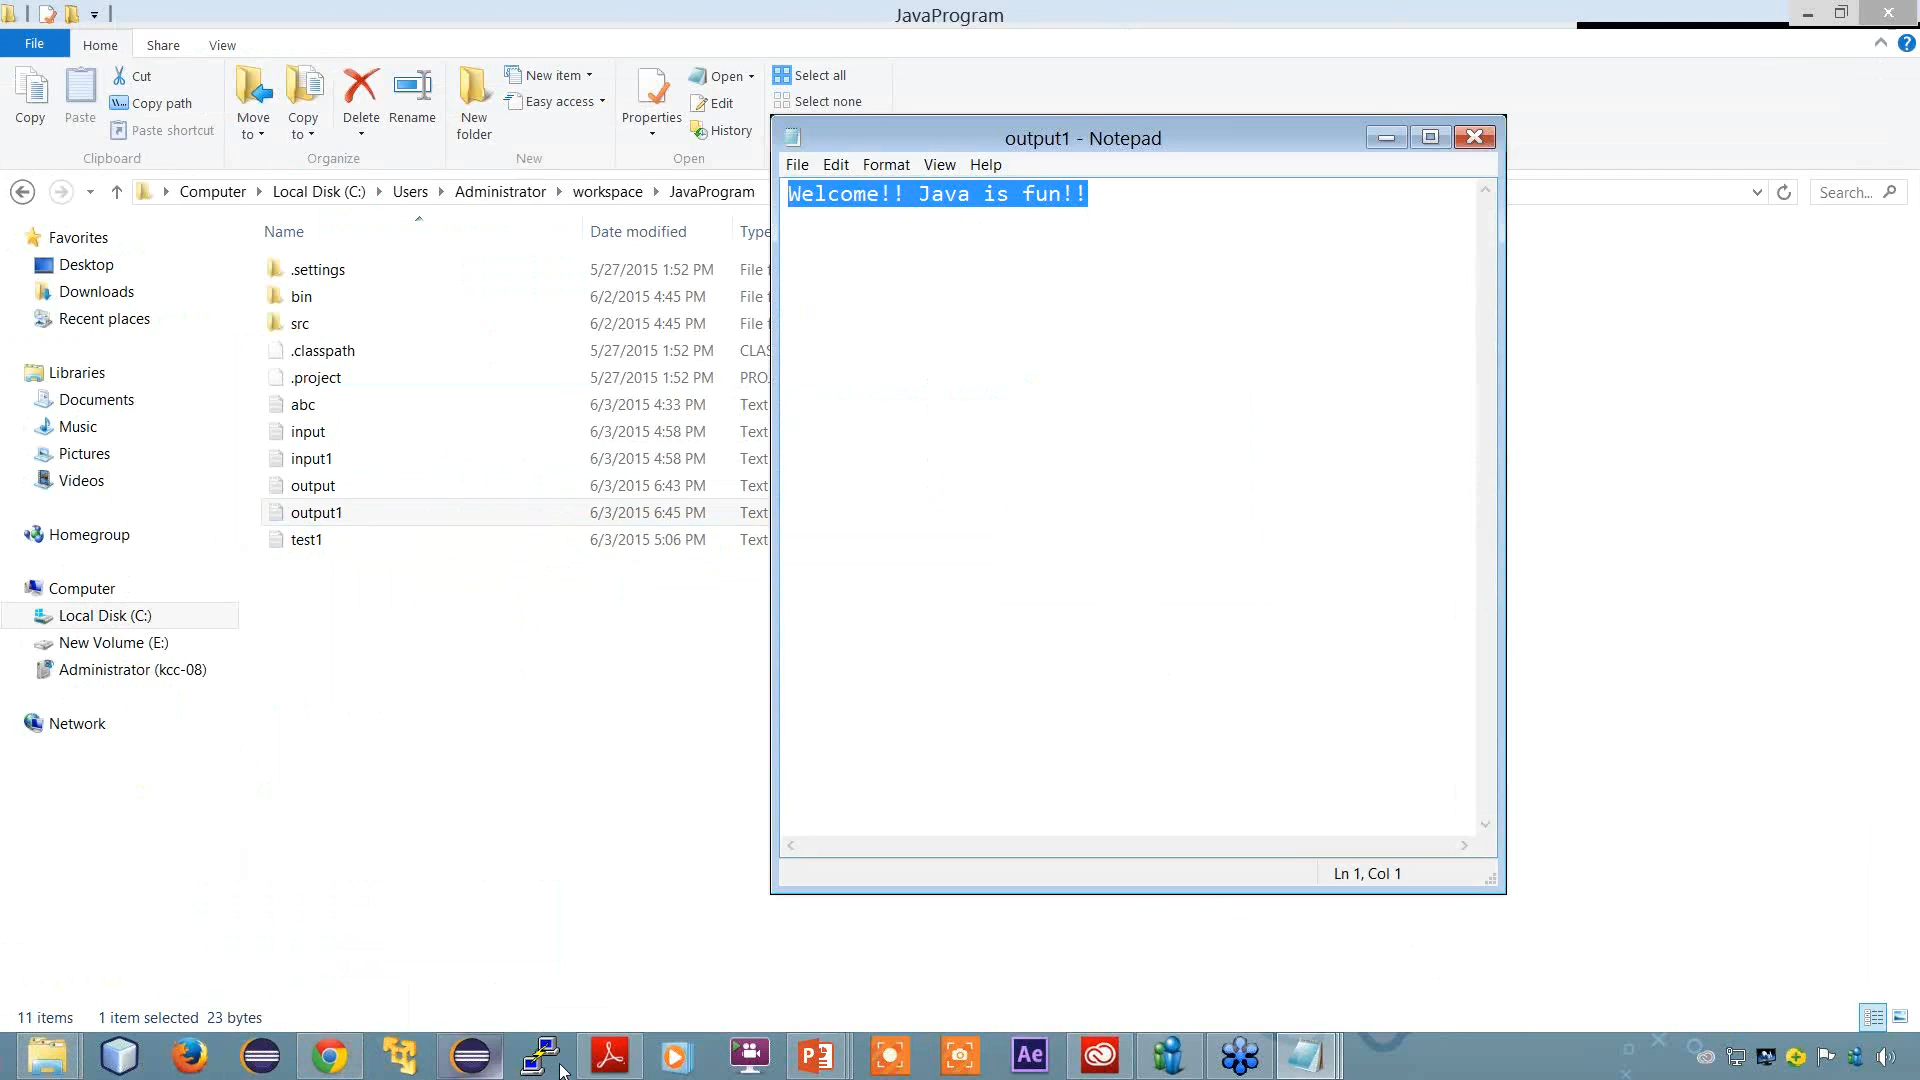 JavaProgram
File Home Share View
Copy
Paste
Cut
Copy path
Paste shortcut
Clipboard
Move to
Copy to
Delete
Rename
Organize
New folder
New item
Easy access
New
Properties
Open
Edit
History
Open
Select all
Select none
Computer Local Disk (C:) Users Administrator workspace JavaProgram
Search...
Favorites
Desktop
Downloads
Recent places
Libraries
Documents
Music
Pictures
Videos
Homegroup
Computer
Local Disk (C:)
New Volume (E:)
Administrator (kcc-08)
Network
Name Date modified Type
.settings 5/27/2015 1:52 PM File f
bin 6/2/2015 4:45 PM File f
src 6/2/2015 4:45 PM File f
.classpath 5/27/2015 1:52 PM CLAS
.project 5/27/2015 1:52 PM PRO
abc 6/3/2015 4:33 PM Text
input 6/3/2015 4:58 PM Text
input1 6/3/2015 4:58 PM Text
output 6/3/2015 6:43 PM Text
output1 6/3/2015 6:45 PM Text
test1 6/3/2015 5:06 PM Text
output1 - Notepad
File Edit Format View Help
Welcome!! Java is fun!!
Ln 1, Col 1
11 items 1 item selected 23 bytes
Ae